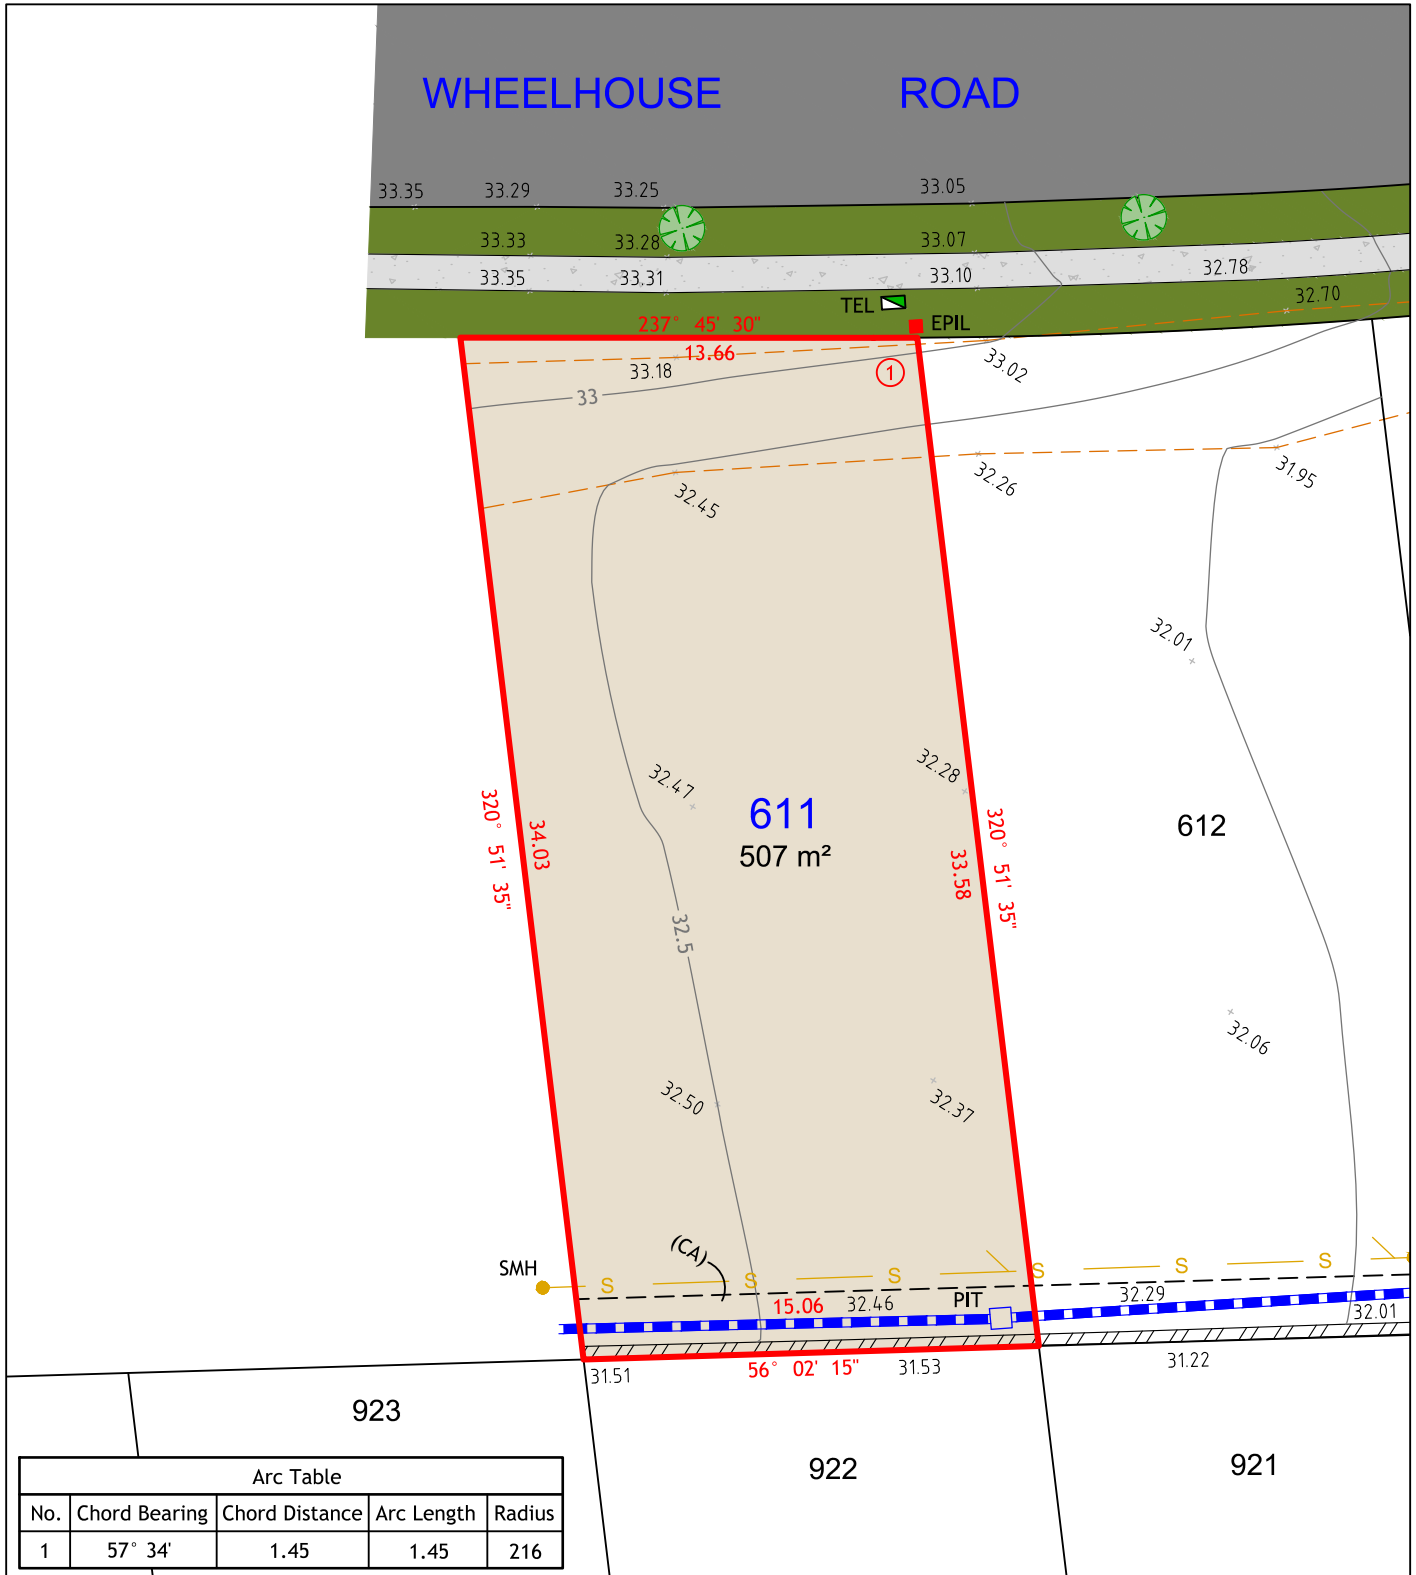 WHEELHOUSE ROAD
33.35 33.29 33.25 33.05
33.33 33.28 33.07
33.35 33.31 33.10 32.78
TEL
32.70
237° 45' 30"
EPIL
13.66
33.18
1
33.02
33
32.45
32.26
31.95
32.01
32.47
32.28
611
507 m²
612
320° 51' 35"
34.03
33.58
320° 51' 35"
32.5
32.50
32.37
32.06
(CA)
SMH
S S S S S S
15.06 32.46 PIT 32.29
32.01
31.51 56° 02' 15" 31.53 31.22
923
922
921
Arc Table
No. Chord Bearing Chord Distance Arc Length Radius
1 57° 34' 1.45 1.45 216